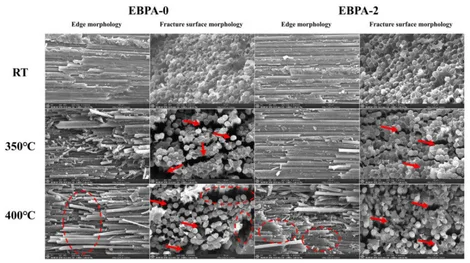 EBPA-0
EBPA-2
Edge morphology
Fracture surface morphology
Edge morphology
Fracture surface morphology
RT
350℃
400℃